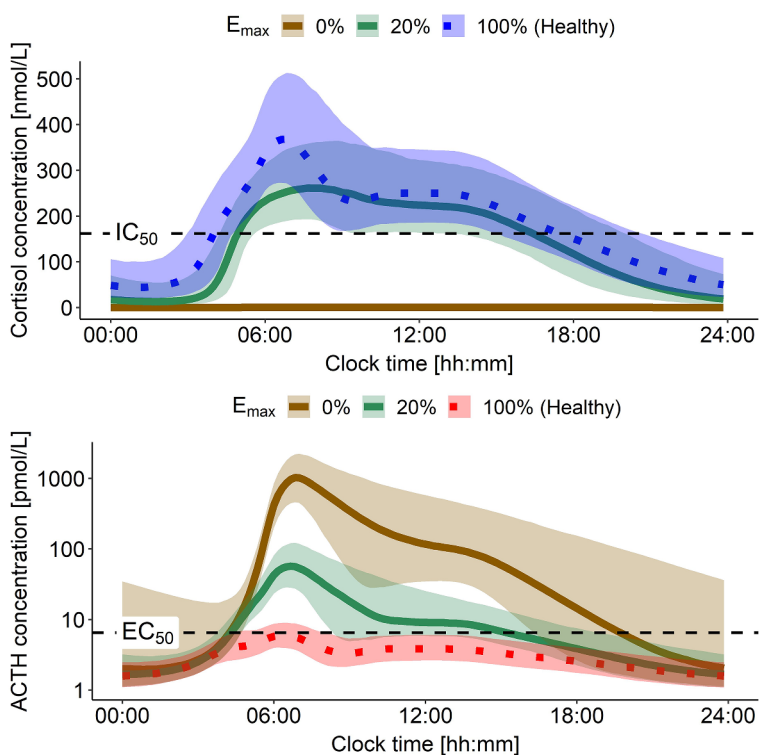 Emax 0% 20% 100% (Healthy)
Cortisol concentration [nmol/L]
500
400
300
200
100
0
IC50
00:00 06:00 12:00 18:00 24:00
Clock time [hh:mm]
Emax 0% 20% 100% (Healthy)
ACTH concentration [pmol/L]
1000
100
10
1
EC50
00:00 06:00 12:00 18:00 24:00
Clock time [hh:mm]